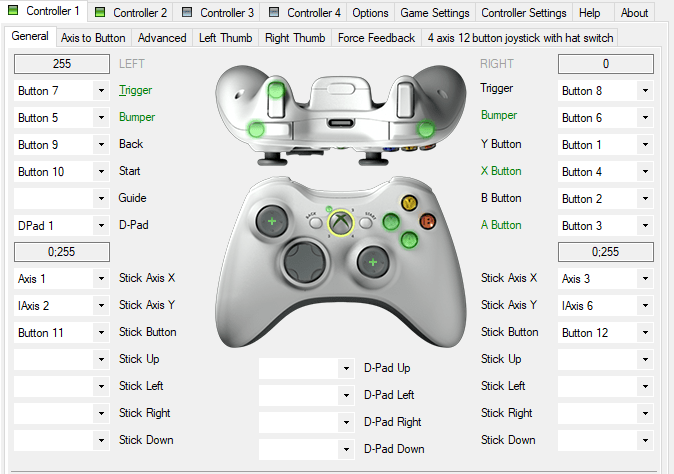 Controller 1 Controller 2 Controller 3 Controller 4 Options Game Settings Controller Settings Help About
General Axis to Button Advanced Left Thumb Right Thumb Force Feedback 4 axis 12 button joystick with hat switch
255 LEFT RIGHT 0
Button 7 Trigger Trigger Button 8
Button 5 Bumper Bumper Button 6
Button 9 Back Y Button Button 1
Button 10 Start X Button Button 4
Guide B Button Button 2
DPad 1 D-Pad A Button Button 3
BACK START
Y
B
0;255 0;255
Axis 1 Stick Axis X Stick Axis X Axis 3
IAxis 2 Stick Axis Y Stick Axis Y IAxis 6
Button 11 Stick Button Stick Button Button 12
Stick Up Stick Up
D-Pad Up
Stick Left Stick Left
D-Pad Left
Stick Right Stick Right
D-Pad Right
Stick Down Stick Down
D-Pad Down